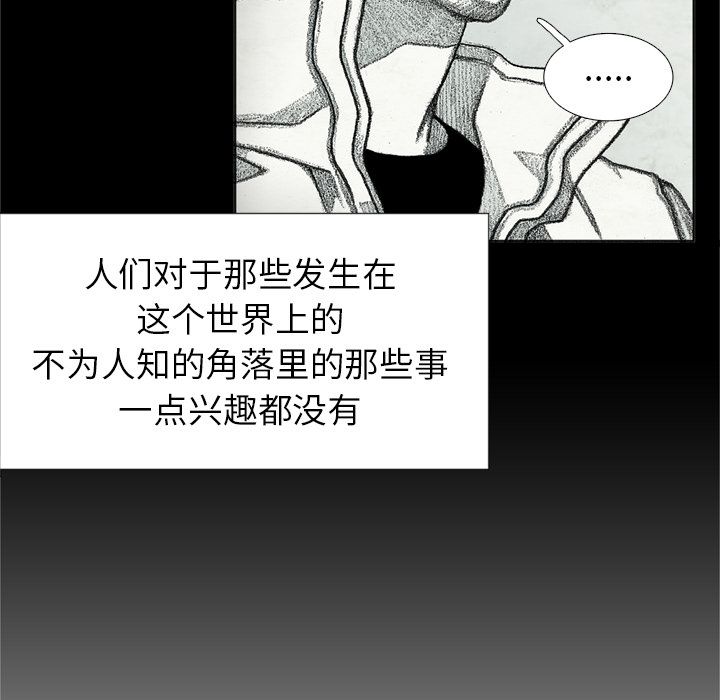 .....
人们对于那些发生在
这个世界上的
不为人知的角落里的那些事
一点兴趣都没有